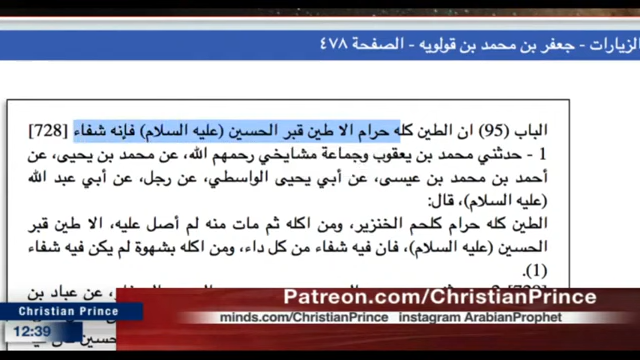 الزيارات - جعفر بن محمد بن قولويه - الصفحة ٤٧٨
الباب (95) ان الطين كله حرام الا طين قبر الحسين (عليه السلام) فإنه شفاء [728]
1 - حدثني محمد بن يعقوب وجماعة مشايخي رحمهم الله، عن محمد بن يحيى، عن
أحمد بن محمد بن عيسى، عن أبي يحيى الواسطي، عن رجل، عن أبي عبد الله
(عليه السلام)، قال:
الطين كله حرام كلحم الخنزير، ومن اكله ثم مات منه لم أصل عليه، الا طين قبر
الحسين (عليه السلام)، فان فيه شفاء من كل داء، ومن اكله بشهوة لم يكن فيه شفاء
(1).
عن عباد بن
Patreon.com/ChristianPrince
Christian Prince
minds.com/ChristianPrince instagram ArabianProphet
12:39